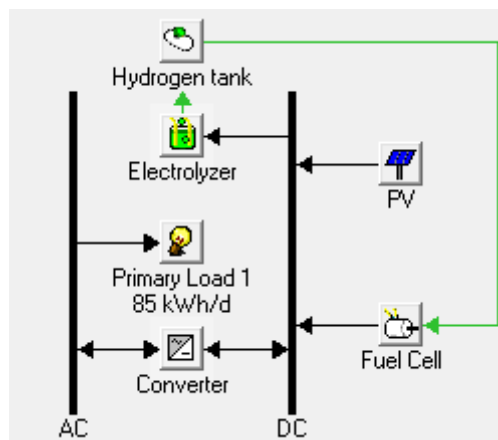 Hydrogen tank
Electrolyzer
PV
Primary Load 1
85 kWh/d
Fuel Cell
Converter
AC
DC